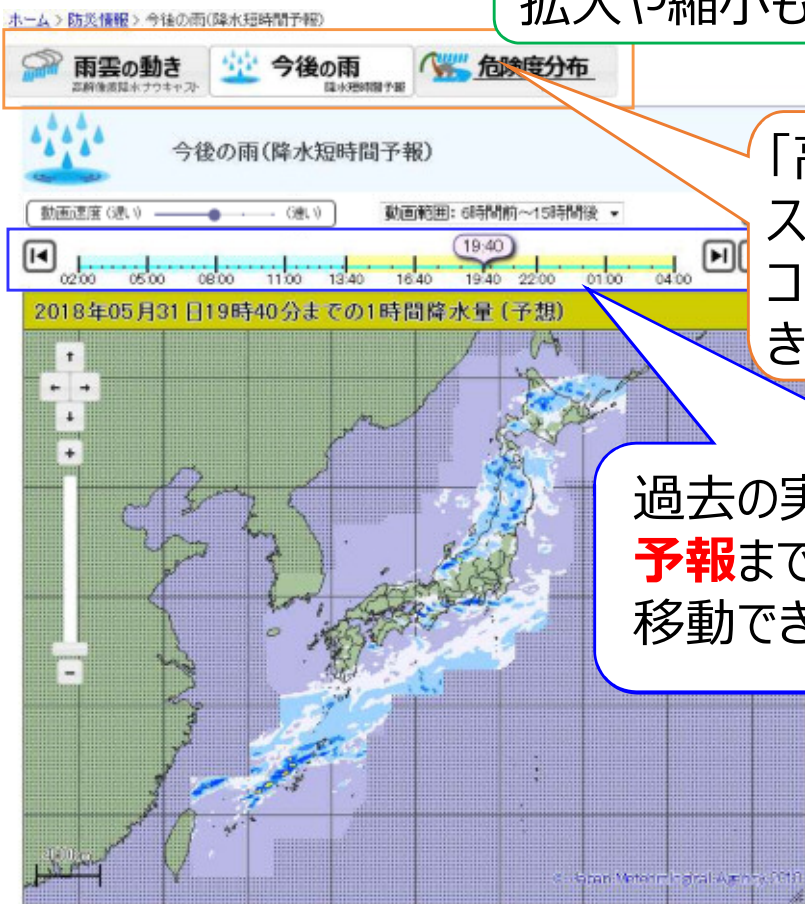 拡大や縮小も
ホーム > 防災情報 > 今後の雨(降水短時間予報)
雨雲の動き
高解像度降水ナウキャスト
今後の雨
降水短時間予報
危険度分布
今後の雨(降水短時間予報)
「高
ス
コ
き
動画速度 (遅い) (速い)
動画範囲: 6時間前～15時間後
19:40
02:00 05:00 08:00 11:00 13:40 16:40 19:40 22:00 01:00 04:00
2018年05月31日19時40分までの1時間降水量 (予想)
過去の実
予報まで
移動でき
© Japan Meteorological Agency 2018